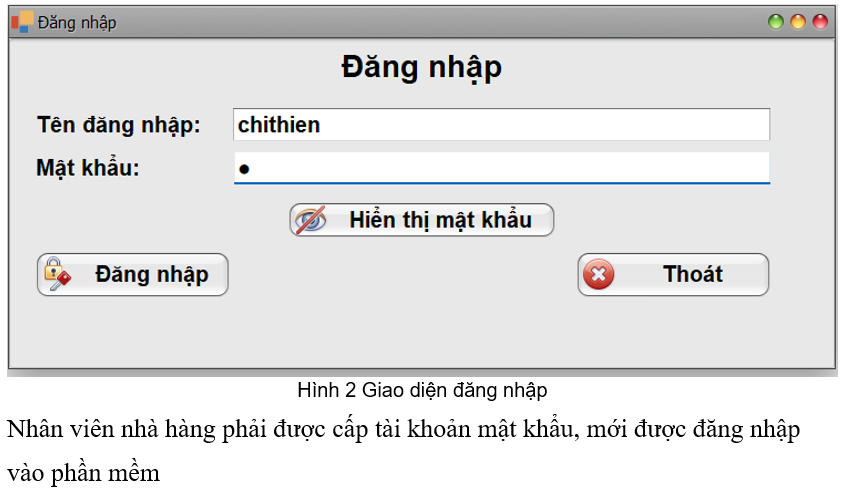 Đăng nhập
Đăng nhập
Tên đăng nhập: chithien
Mật khẩu: ●
Hiển thị mật khẩu
Đăng nhập Thoát
Hình 2 Giao diện đăng nhập
Nhân viên nhà hàng phải được cấp tài khoản mật khẩu, mới được đăng nhập
vào phần mềm